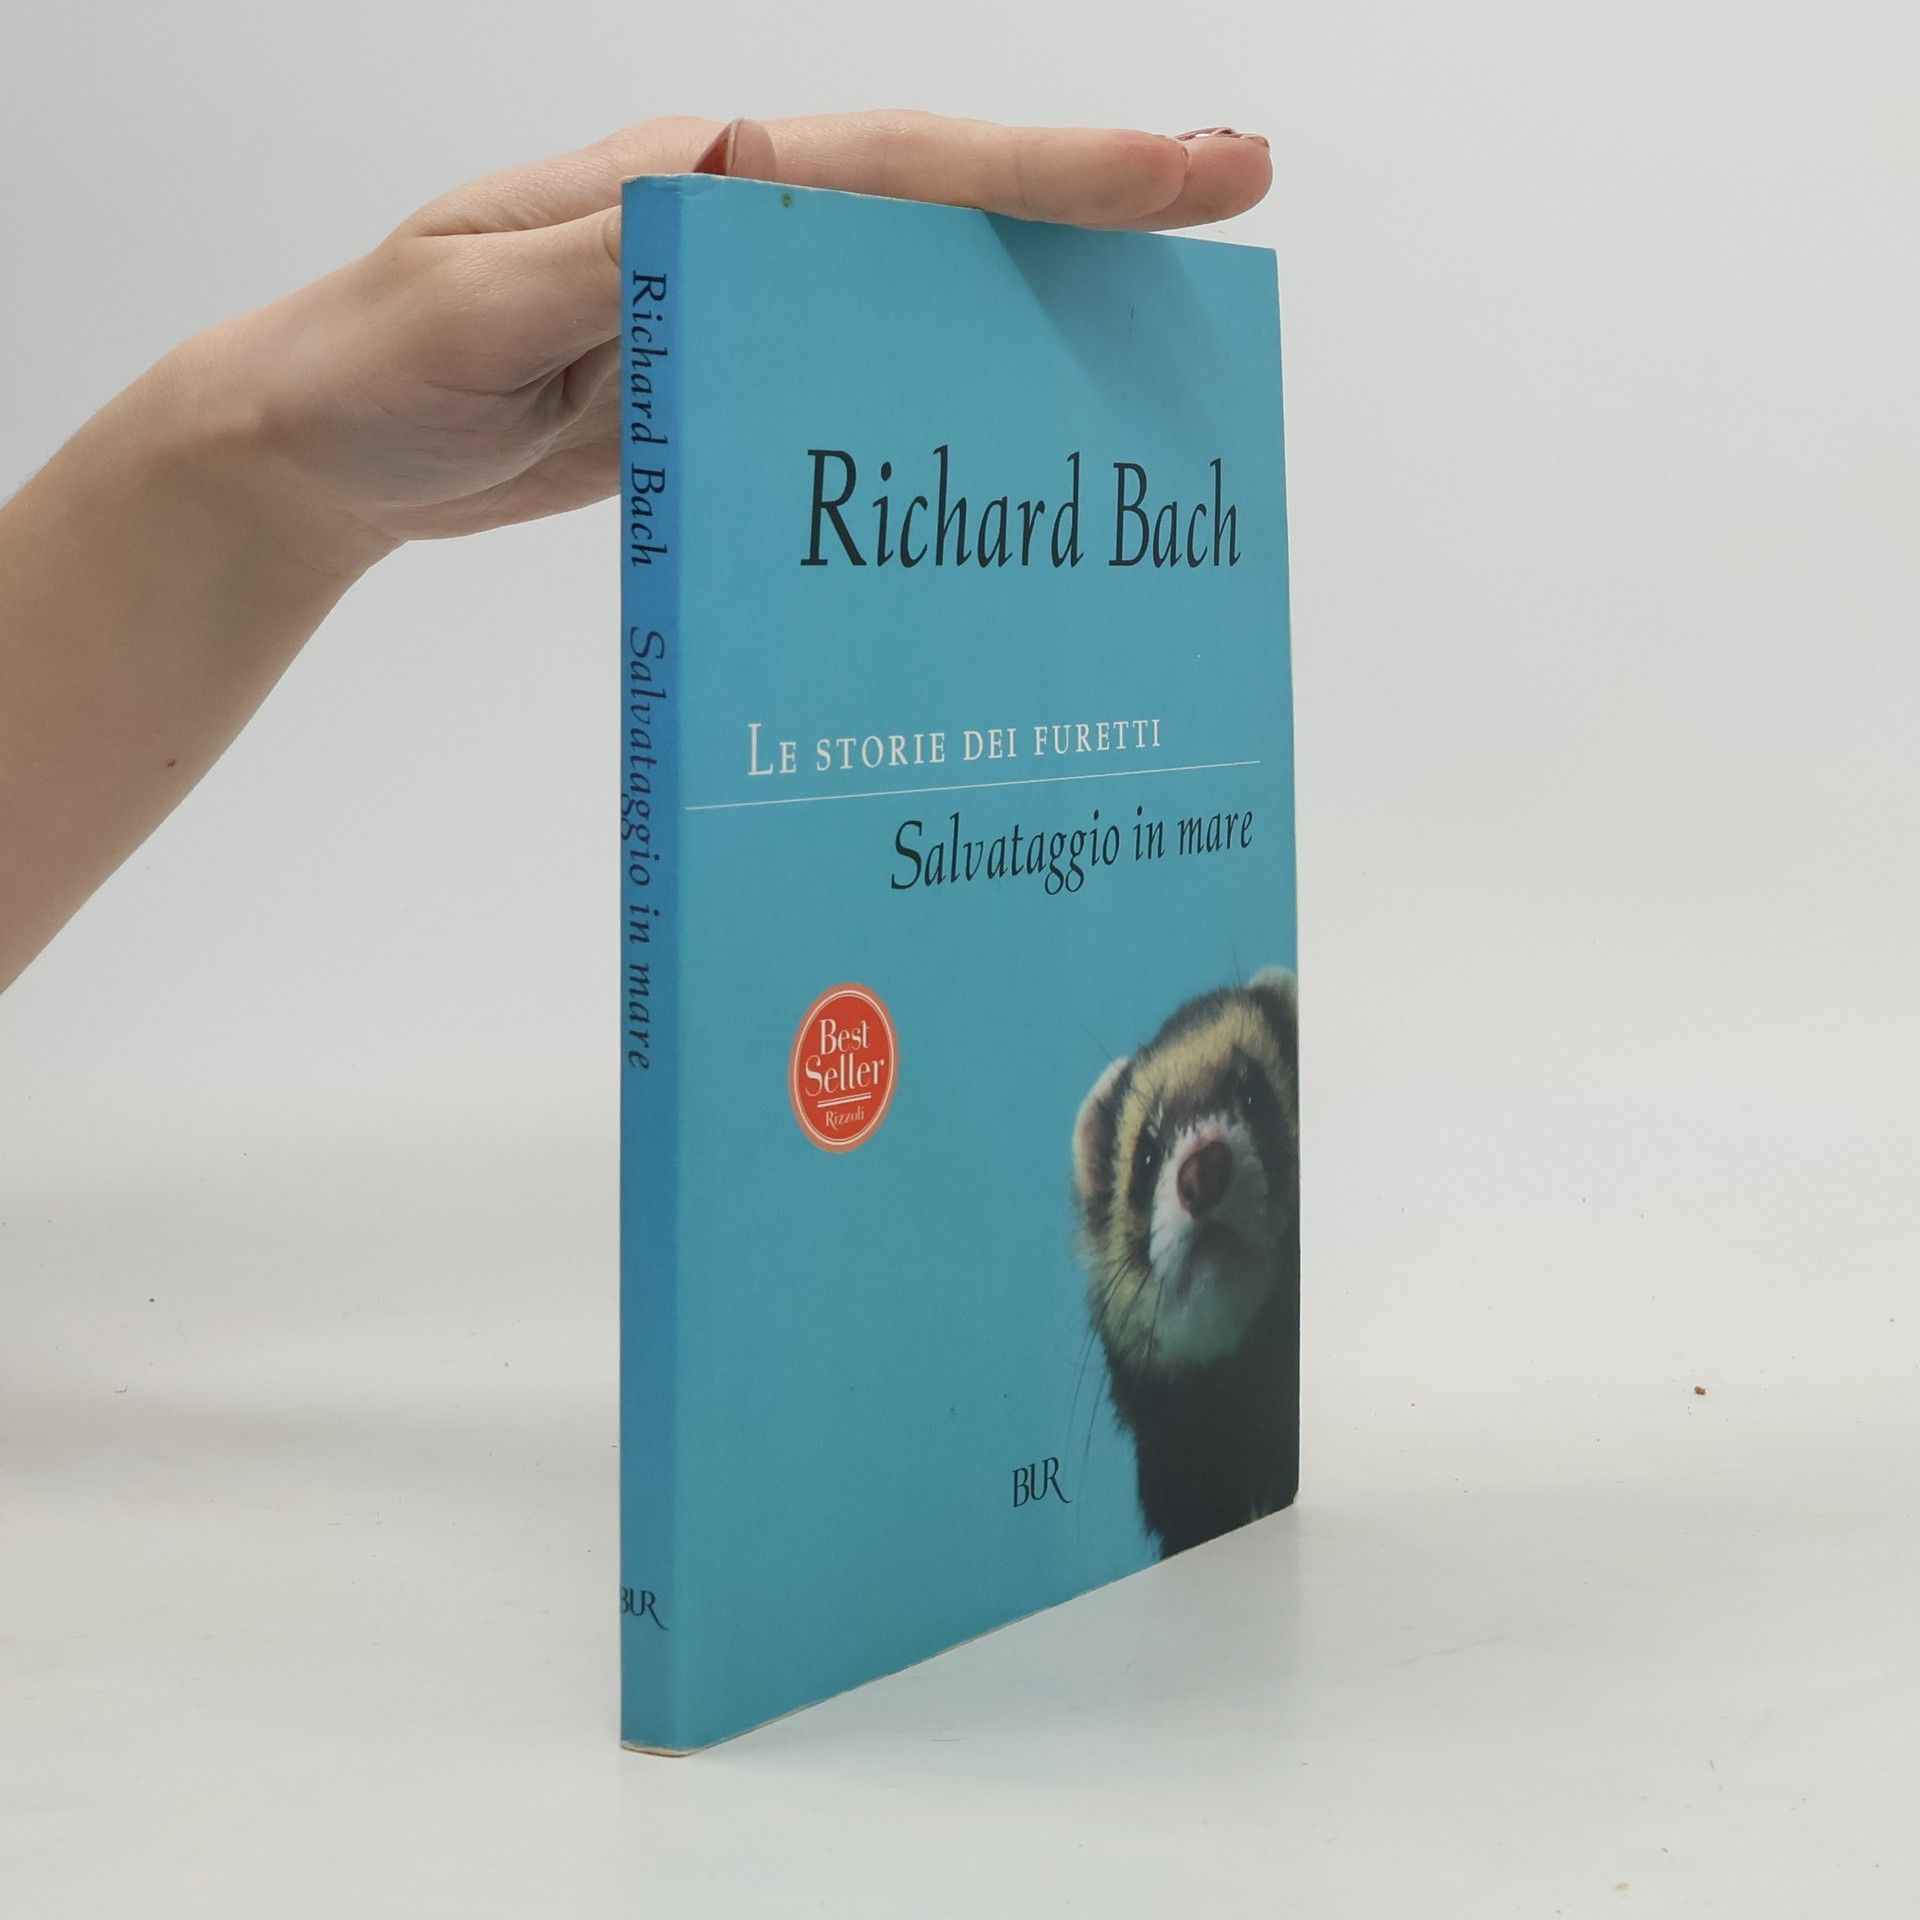 Richard Bach Salvataggio in mare
BUR
Richard Bach
LE STORIE DEI FURETTI
Salvataggio in mare
Best
Seller
Rizzoli
BUR